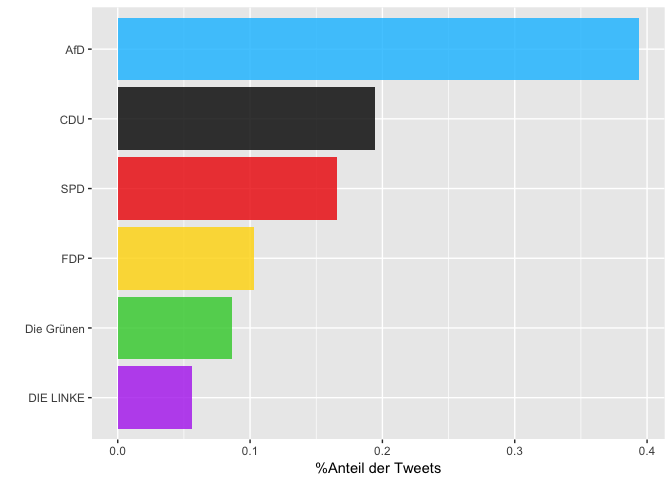 AfD
CDU
SPD
FDP
Die Grünen
DIE LINKE
0.0 0.1 0.2 0.3 0.4
%Anteil der Tweets